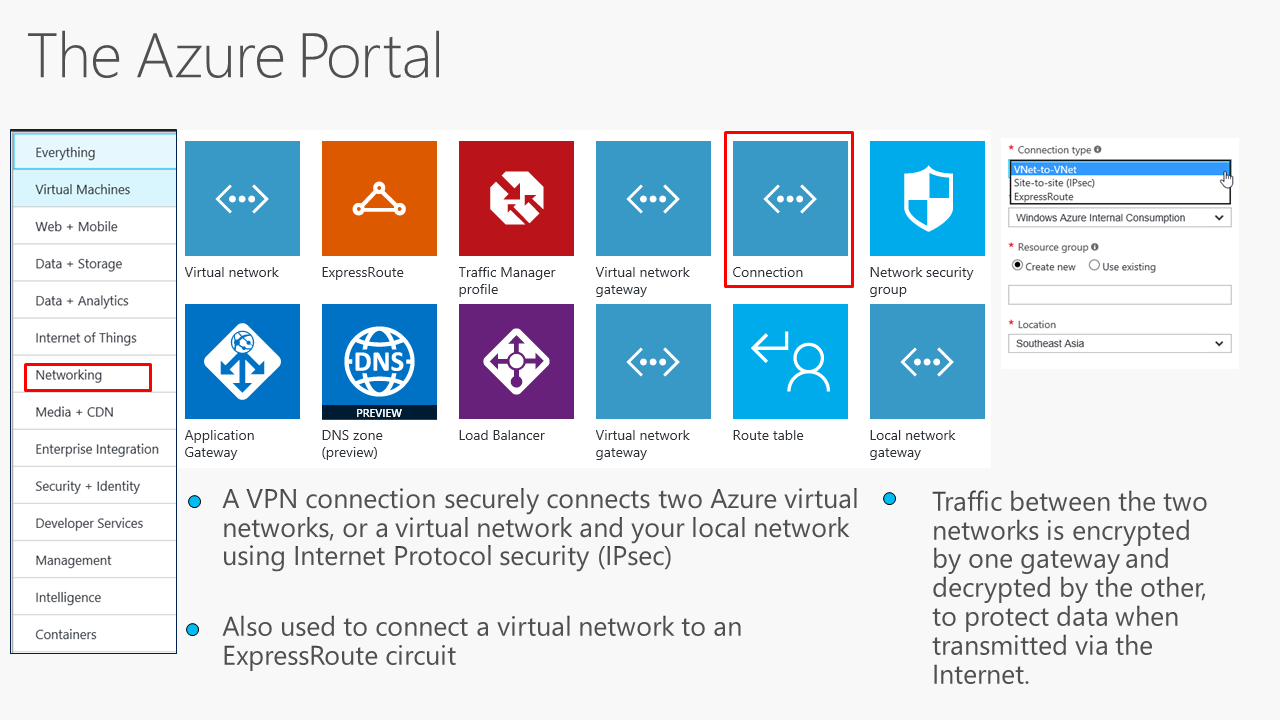 The Azure Portal
Everything
Virtual Machines
Web + Mobile
Data + Storage
Data + Analytics
Internet of Things
Networking
Media + CDN
Enterprise Integration
Security + Identity
Developer Services
Management
Intelligence
Containers
Virtual network
ExpressRoute
Traffic Manager
profile
Virtual network
gateway
Connection
Network security
group
Application
Gateway
DNS
PREVIEW
DNS zone
(preview)
Load Balancer
Virtual network
gateway
Route table
Local network
gateway
* Connection type
VNet-to-VNet
Site-to-site (IPsec)
ExpressRoute
Windows Azure Internal Consumption
* Resource group
Create new Use existing
* Location
Southeast Asia
A VPN connection securely connects two Azure virtual
networks, or a virtual network and your local network
using Internet Protocol security (IPsec)
Also used to connect a virtual network to an
ExpressRoute circuit
Traffic between the two
networks is encrypted
by one gateway and
decrypted by the other,
to protect data when
transmitted via the
Internet.